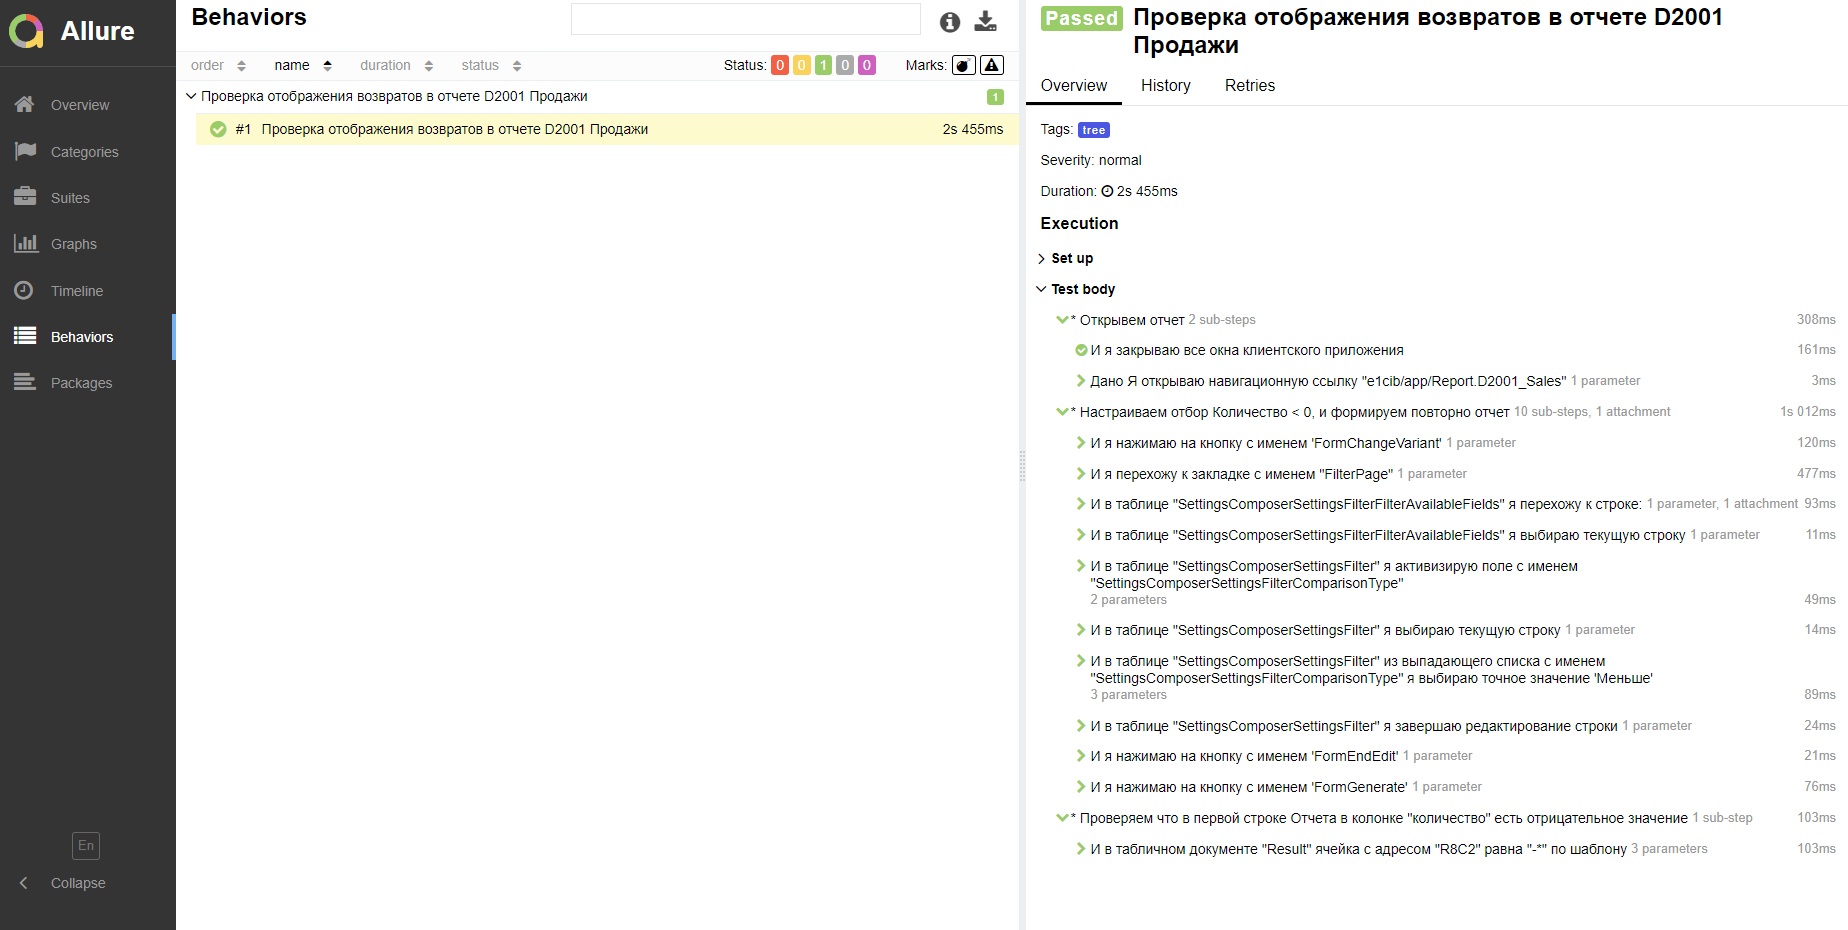 Allure
Overview
Categories
Suites
Graphs
Timeline
Behaviors
Packages
En
Collapse
Behaviors
order name duration status Status: 0 0 1 0 0 Marks:
Проверка отображения возвратов в отчете D2001 Продажи 1
#1 Проверка отображения возвратов в отчете D2001 Продажи 2s 455ms
Passed Проверка отображения возвратов в отчете D2001
Продажи
Overview History Retries
Tags: tree
Severity: normal
Duration: 2s 455ms
Execution
Set up
Test body
* Открывем отчет 2 sub-steps 308ms
И я закрываю все окна клиентского приложения 161ms
Дано Я открываю навигационную ссылку "e1cib/app/Report.D2001_Sales" 1 parameter 3ms
* Настраиваем отбор Количество < 0, и формируем повторно отчет 10 sub-steps, 1 attachment 1s 012ms
И я нажимаю на кнопку с именем 'FormChangeVariant' 1 parameter 120ms
И я перехожу к закладке с именем "FilterPage" 1 parameter 477ms
И в таблице "SettingsComposerSettingsFilterFilterAvailableFields" я перехожу к строке: 1 parameter, 1 attachment 93ms
И в таблице "SettingsComposerSettingsFilterFilterAvailableFields" я выбираю текущую строку 1 parameter 11ms
И в таблице "SettingsComposerSettingsFilter" я активизирую поле с именем
"SettingsComposerSettingsFilterComparisonType"
2 parameters 49ms
И в таблице "SettingsComposerSettingsFilter" я выбираю текущую строку 1 parameter 14ms
И в таблице "SettingsComposerSettingsFilter" из выпадающего списка с именем
"SettingsComposerSettingsFilterComparisonType" я выбираю точное значение 'Меньше'
3 parameters 89ms
И в таблице "SettingsComposerSettingsFilter" я завершаю редактирование строки 1 parameter 24ms
И я нажимаю на кнопку с именем 'FormEndEdit' 1 parameter 21ms
И я нажимаю на кнопку с именем 'FormGenerate' 1 parameter 76ms
* Проверяем что в первой строке Отчета в колонке "количество" есть отрицательное значение 1 sub-step 103ms
И в табличном документе "Result" ячейка с адресом "R8C2" равна "-*" по шаблону 3 parameters 103ms